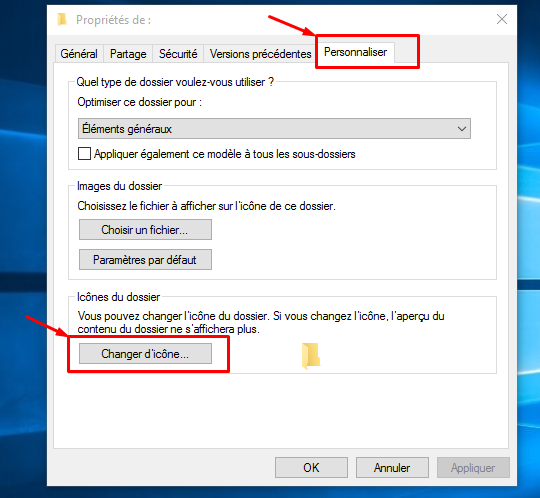 Propriétés de :
Général Partage Sécurité Versions précédentes Personnaliser
Quel type de dossier voulez-vous utiliser ?
Optimiser ce dossier pour :
Éléments généraux
Appliquer également ce modèle à tous les sous-dossiers
Images du dossier
Choisissez le fichier à afficher sur l'icône de ce dossier.
Choisir un fichier...
Paramètres par défaut
Icônes du dossier
Vous pouvez changer l'icône du dossier. Si vous changez l'icône, l'aperçu du
contenu du dossier ne s'affichera plus.
Changer d'icône...
OK Annuler Appliquer